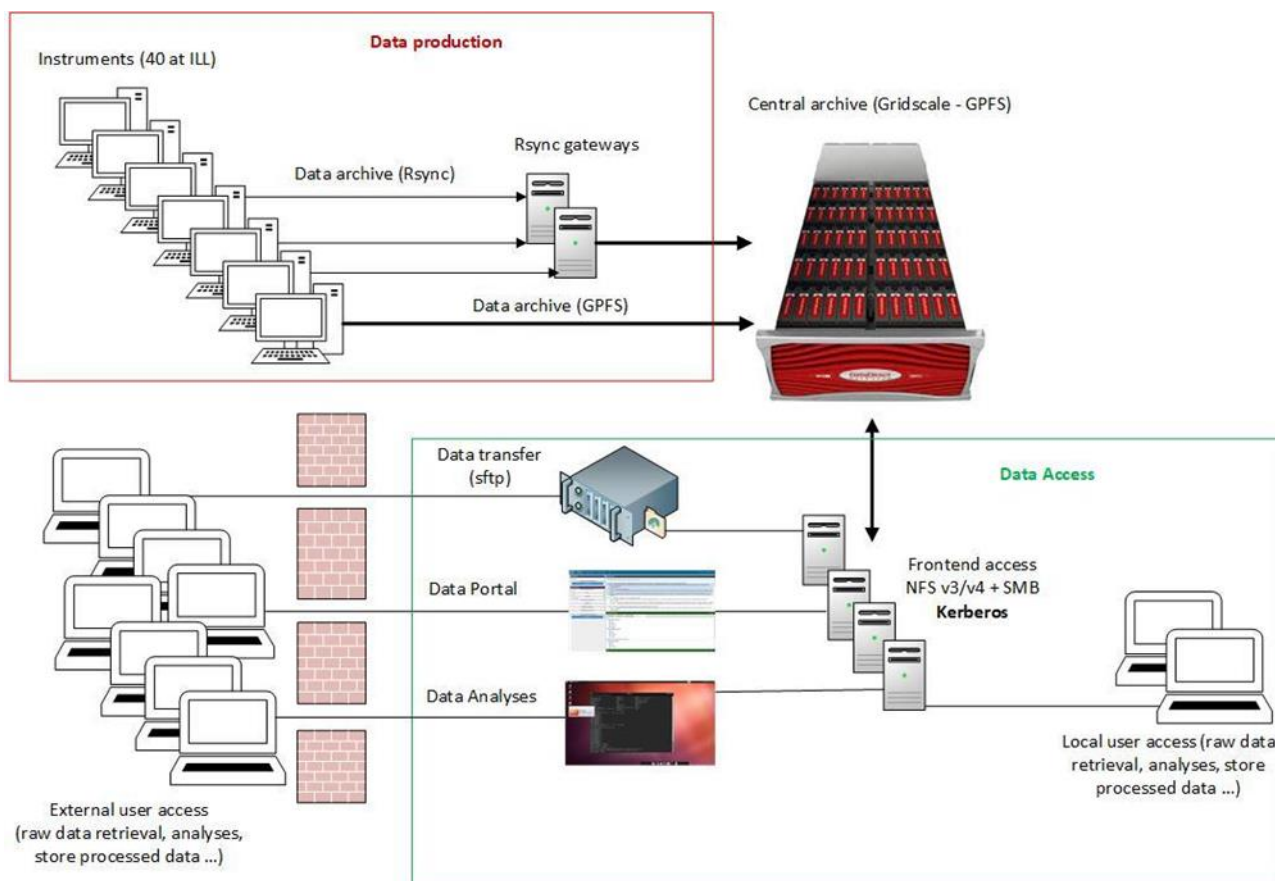 Data production
Instruments (40 at ILL)
Central archive (Gridscale - GPFS)
Rsync gateways
Data archive (Rsync)
Data archive (GPFS)
Data transfer
(sftp)
Data Access
Frontend access
NFS v3/v4 + SMB
Kerberos
Data Portal
Data Analyses
Local user access (raw data
retrieval, analyses, store
processed data ...)
External user access
(raw data retrieval, analyses,
store processed data ...)